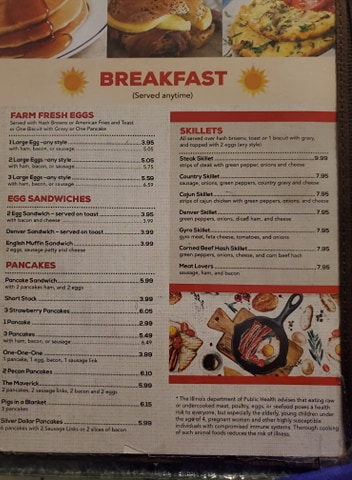 BREAKFAST
(Served anytime)
FARM FRESH EGGS
Served with Hash Browns or American Fries and Toast
or One Biscuit with Gravy or One Pancake
1 Large Egg -any style 3.95
with ham, bacon, or sausage 5.05
2 Large Eggs -any style 5.05
with ham, bacon, or sausage
3 Large Eggs -any style 5.59
with ham, bacon, or sausage 6.59
EGG SANDWICHES
2 Egg Sandwich - served on toast 3.95
with bacon and cheese
Denver Sandwich - served on toast 3.99
English Muffin Sandwich 3.99
2 eggs, sausage patty and cheese
PANCAKES
Pancake Sandwich 5.99
with 2 pancakes ham, and 2 eggs
Short Stack 3.99
3 Strawberry Pancakes 6.05
1 Pancake 2.99
3 Pancakes 5.49
with ham, bacon, or sausage 6.49
One-One-One 3.99
1 pancake, 1 egg, bacon, 1 sausage link
2 Pecan Pancakes 6.10
The Maverick 5.99
2 pancakes, 2 sausage links, 2 bacon and 2 eggs
Pigs in a Blanket 6.15
3 pancakes
Silver Dollar Pancakes 5.99
6 pancakes with 2 Sausage Links or 2 slices of bacon
SKILLETS
All served over hash browns, toast or 1 biscuit with gravy,
and topped with 2 eggs (any style)
Steak Skillet 9.99
strips of steak with green pepper, onions and cheese
Country Skillet 7.95
sausage, onions, green peppers, country gravy and cheese
Cajun Skillet 7.95
strips of cajun chicken with green peppers, onions, and cheese
Denver Skillet 7.95
green peppers, onions, diced ham, and cheese
Gyro Skillet 7.95
gyro meat, feta cheese, tomatoes, and onions
Corned Beef Hash Skillet 7.95
green peppers, onions, cheese, and corn beef hash
Meat Lovers 7.95
sausage, ham, and bacon
* The Illinois department of Public Health advises that eating raw
or undercooked meat, poultry, eggs, or seafood poses a health
risk to everyone, but especially the elderly, young children under
the age of 4, pregnant women and other highly susceptible
individuals with compromised immune systems. Thorough cooking
of such animal foods reduces the risk of illness.